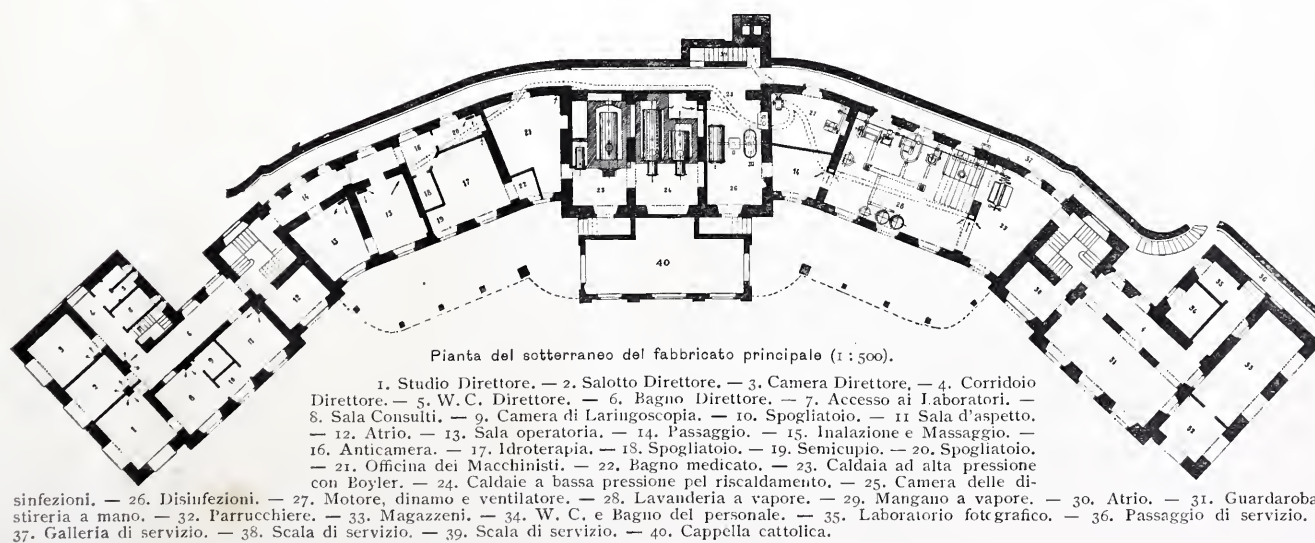 Pianta del sotterraneo del fabbricato principale (1 : 500).
1. Studio Direttore. — 2. Salotto Direttore. — 3. Camera Direttore, — 4. Corridoio
Direttore. — 5. W. C. Direttore. — 6. Bagno Direttore. — 7. Accesso ai Laboratori. —
8. Sala Consulti. — 9. Camera di Laringoscopia. — 10. Spogliatoio. — 11 Sala d'aspetto.
— 12. Atrio. — 13. Sala operatoria. — 14. Passaggio. — 15. Inalazione e Massaggio. —
16. Anticamera. — 17. Idroterapia. — 18. Spogliatoio. — 19. Semicupio. — 20. Spogliatoio.
— 21. Officina dei Macchinisti. — 22. Bagno medicato. — 23. Caldaia ad alta pressione
con Boyler. — 24. Caldaie a bassa pressione pel riscaldamento. — 25. Camera delle di-
sinfezioni. — 26. Disinfezioni. — 27. Motore, dinamo e ventilatore. — 28. Lavanderia a vapore. — 29. Mangano a vapore. — 30. Atrio. — 31. Guardaroba
stireria a mano. — 32. Parrucchiere. — 33. Magazzeni. — 34. W. C. e Bagno del personale. — 35. Laboratorio fotografico. — 36. Passaggio di servizio.
37. Galleria di servizio. — 38. Scala di servizio. — 39. Scala di servizio. — 40. Cappella cattolica.